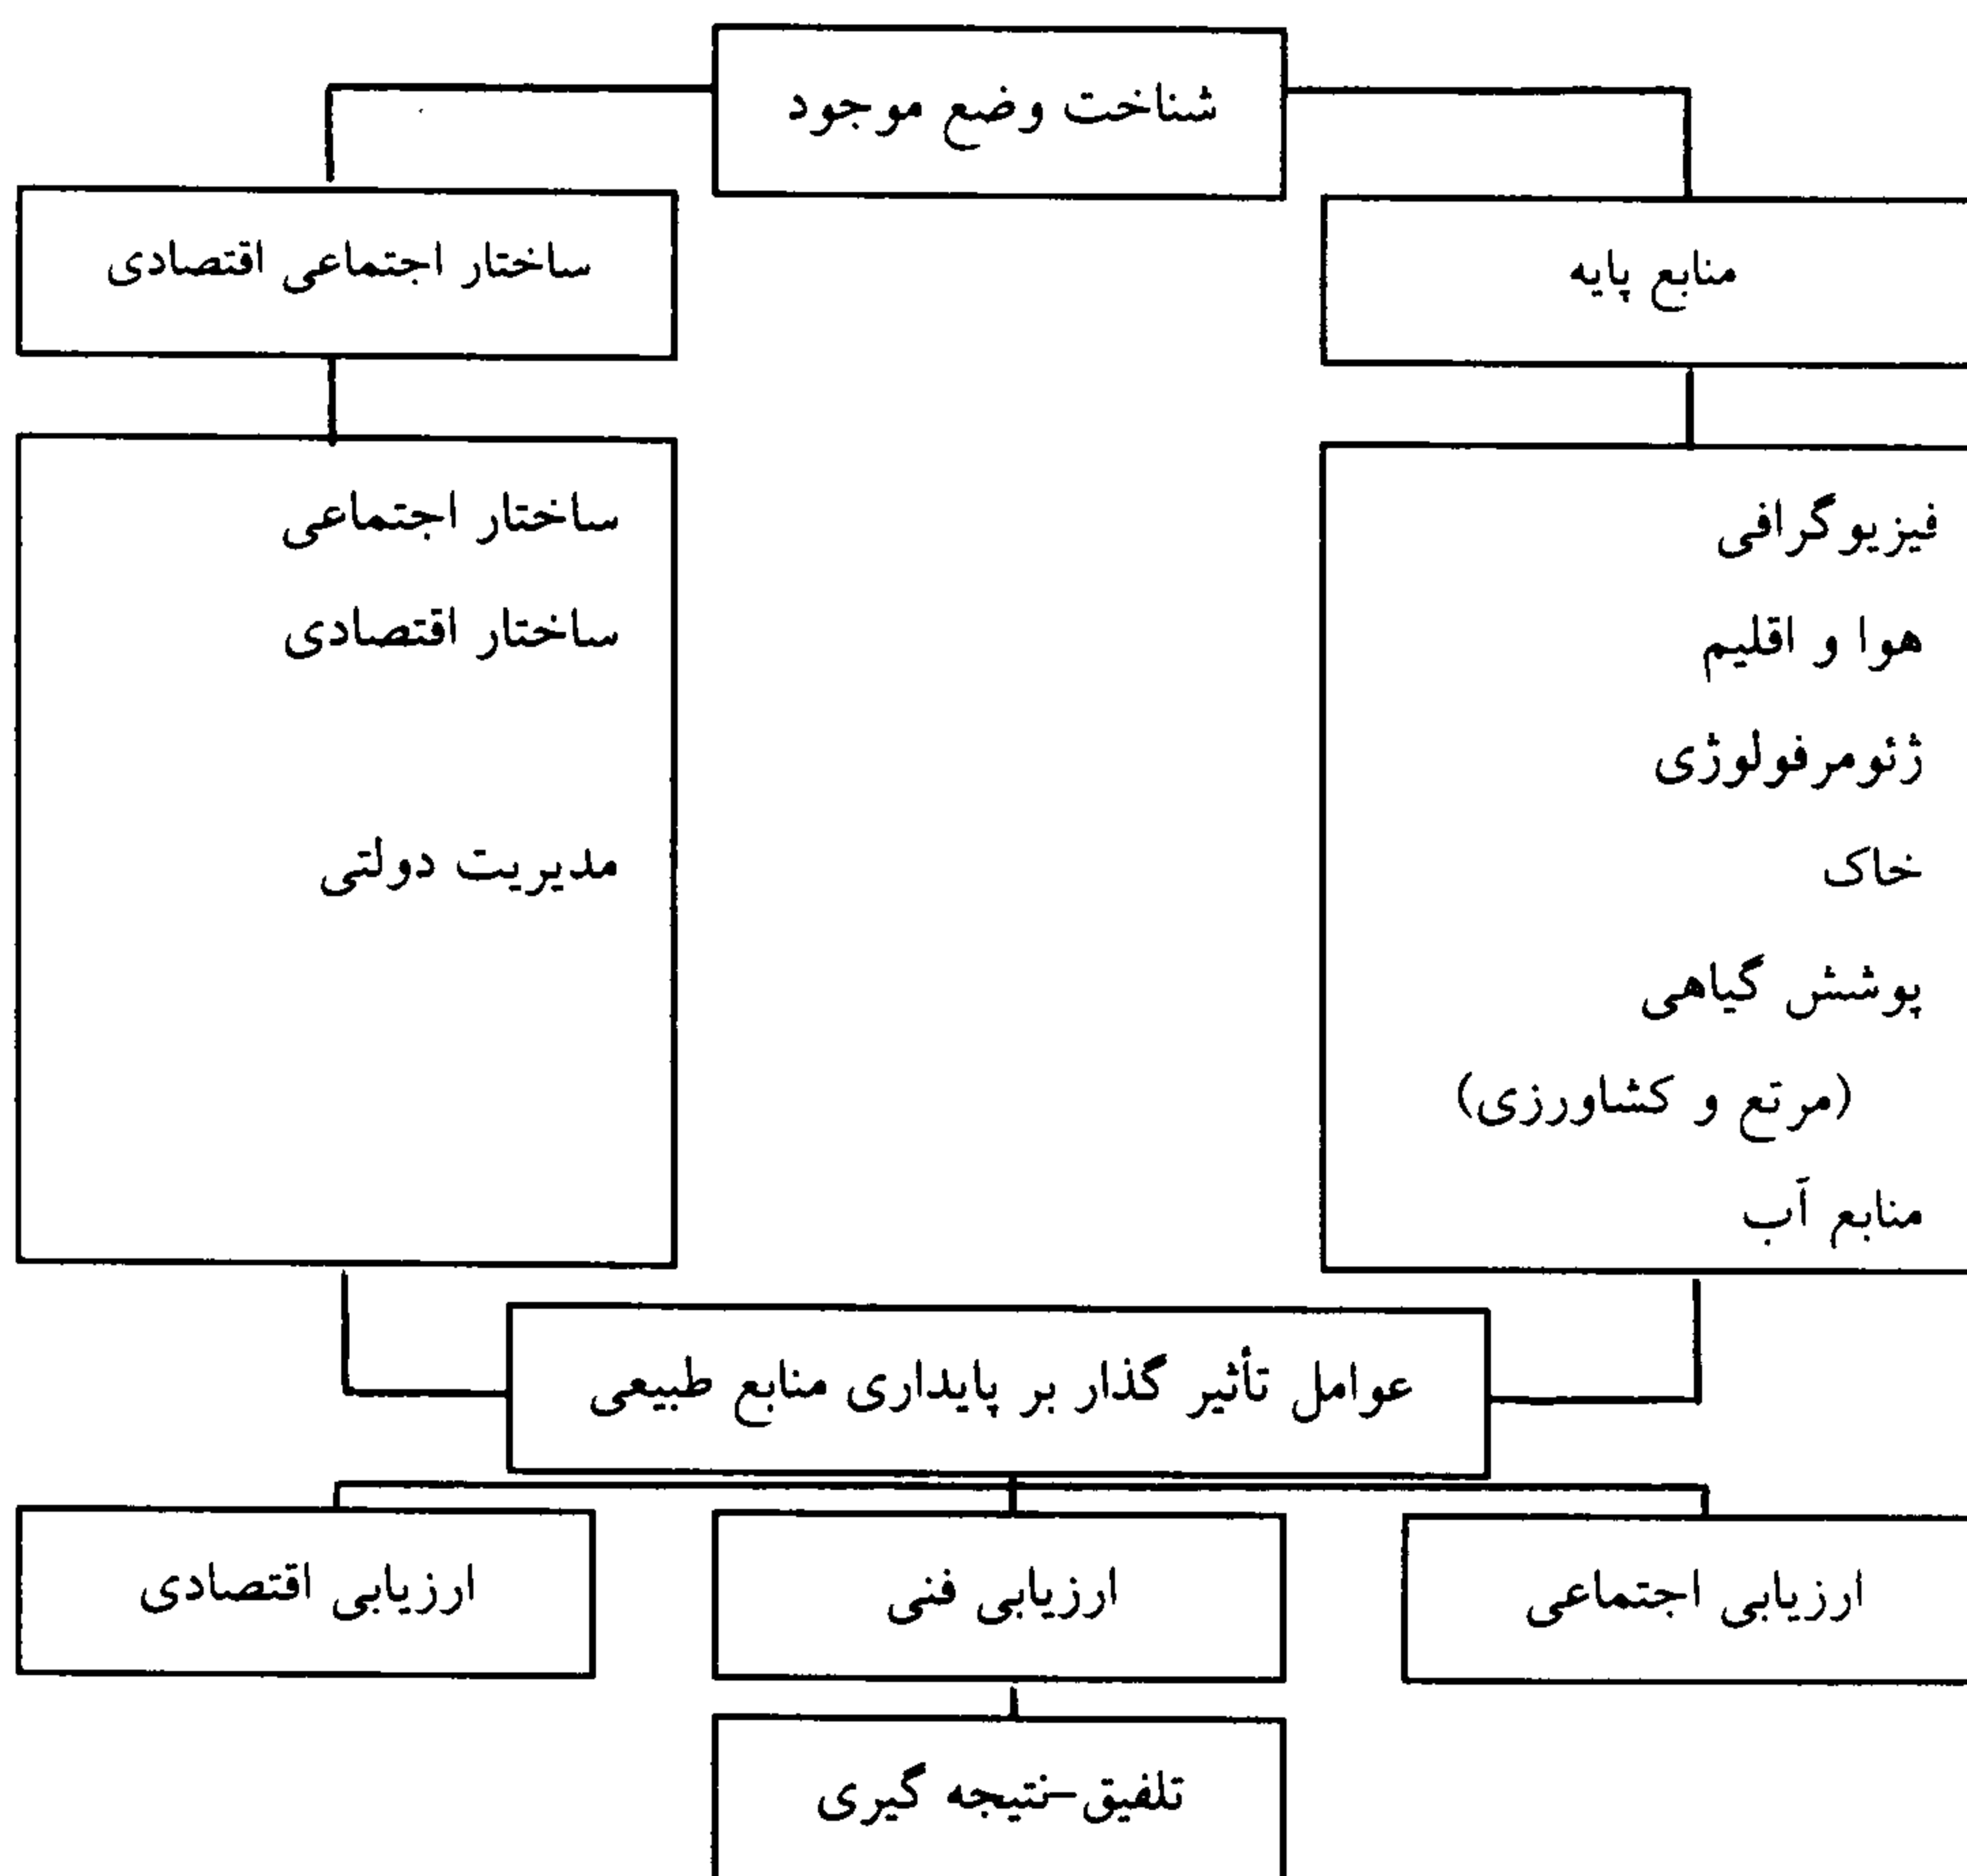 شناخت وضع موجود
منابع پایه
ساختار اجتماعی اقتصادی
فیزیوگرافی
هوا و اقلیم
ژئومرفولوژی
خاک
پوشش گیاهی
(مرتع و کشاورزی)
منابع آب
ساختار اجتماعی
ساختار اقتصادی
مدیریت دولتی
عوامل تأثیر گذار بر پایداری منابع طبیعی
ارزیابی اجتماعی
ارزیابی فنی
ارزیابی اقتصادی
تلفیق-نتیجه گیری